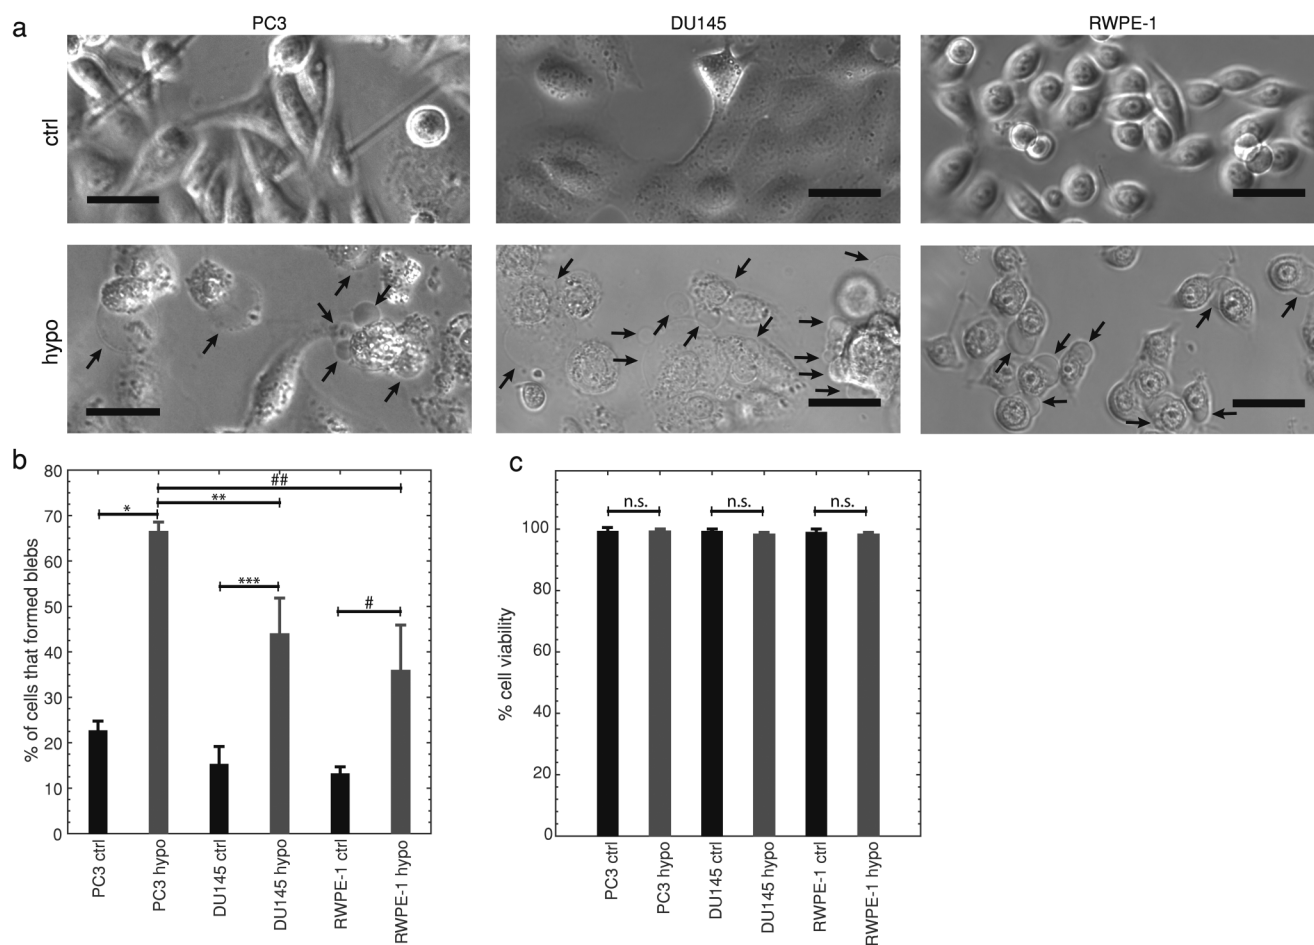 a
PC3
DU145
RWPE-1
ctrl
hypo
b
% of cells that formed blebs
80
70
60
50
40
30
20
10
0
*
**
##
***
#
PC3 ctrl
PC3 hypo
DU145 ctrl
DU145 hypo
RWPE-1 ctrl
RWPE-1 hypo
c
% cell viability
100
80
60
40
20
0
n.s.
n.s.
n.s.
PC3 ctrl
PC3 hypo
DU145 ctrl
DU145 hypo
RWPE-1 ctrl
RWPE-1 hypo